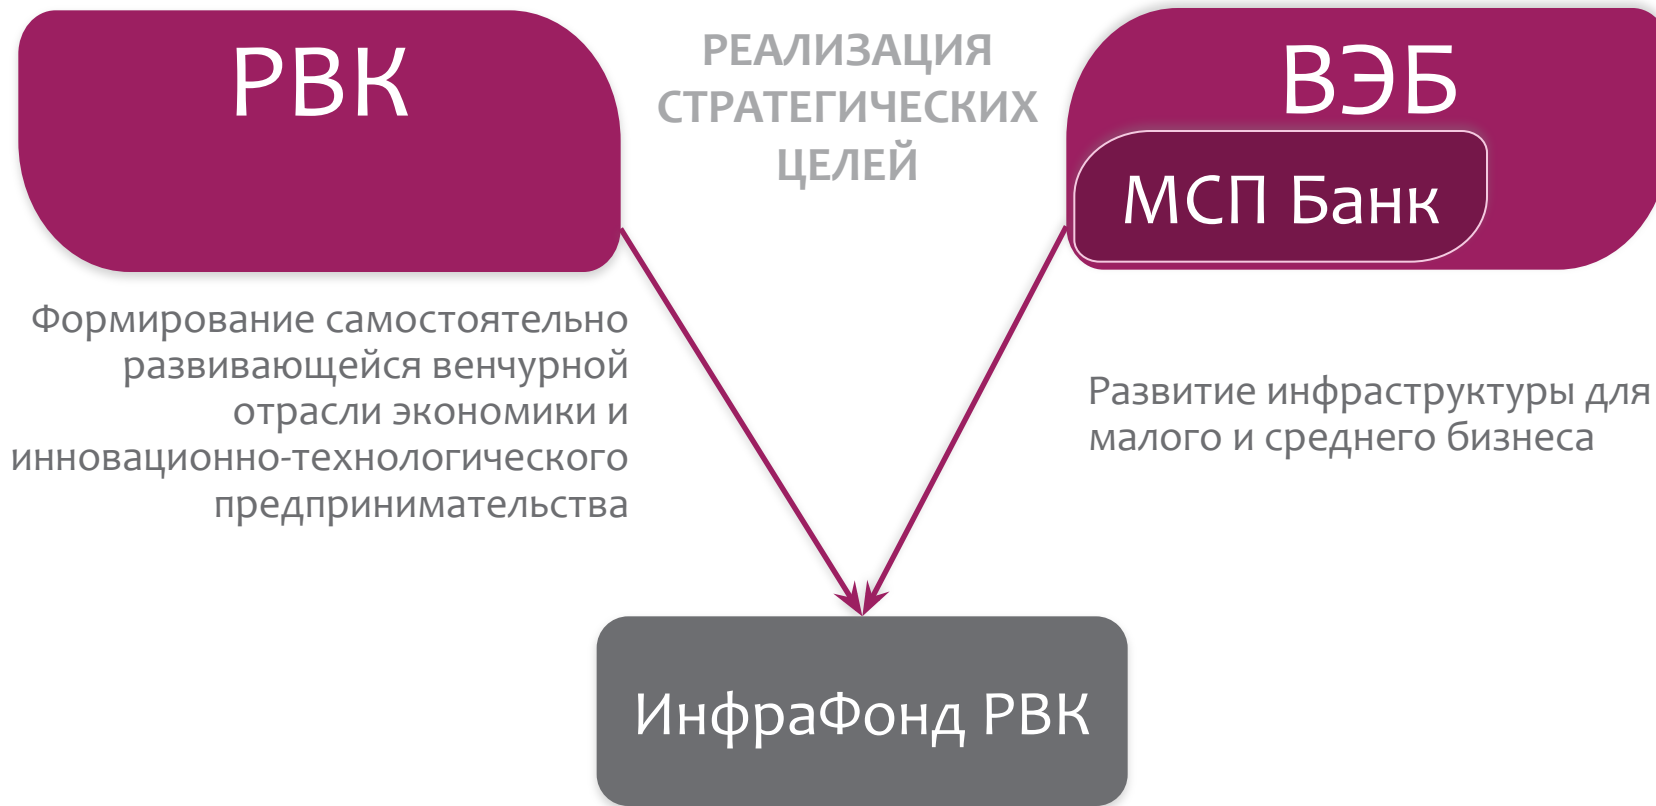 РВК
РЕАЛИЗАЦИЯ
СТРАТЕГИЧЕСКИХ
ЦЕЛЕЙ
ВЭБ
МСП Банк
Формирование самостоятельно
развивающейся венчурной
отрасли экономики и
инновационно-технологического
предпринимательства
Развитие инфраструктуры для
малого и среднего бизнеса
ИнфраФонд РВК